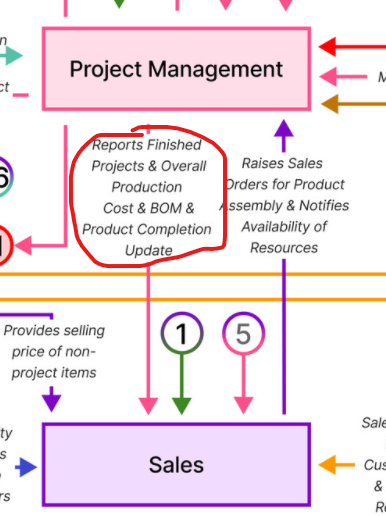 n
ct
Project Management
M
6
Reports Finished
Projects & Overall
Production
Cost & BOM &
Product Completion
Update
Raises Sales
Orders for Product
Assembly & Notifies
Availability of
Resources
1
5
Provides selling
price of non-
project items
ty
s
rs
Sales
Sale
Cus
&
Re